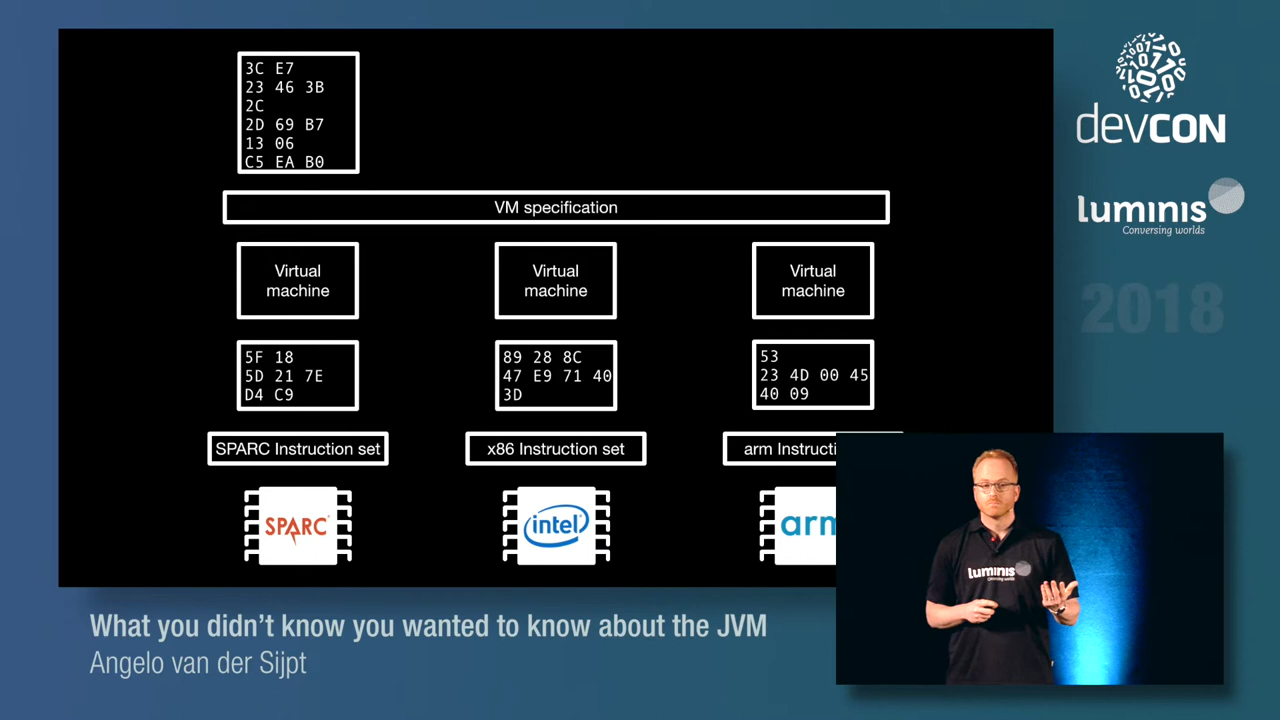 3C E7
23 46 3B
2C
2D 69 B7
13 06
C5 EA B0
VM specification
Virtual
machine
Virtual
machine
Virtual
machine
5F 18
5D 21 7E
D4 C9
89 28 8C
47 E9 71 40
3D
53
23 4D 00 45
40 09
SPARC Instruction set
x86 Instruction set
arm Instructi
SPARC
intel
arm
devCON
luminis
Conversing worlds
2018
luminis
Conversing worlds
What you didn't know you wanted to know about the JVM
Angelo van der Sijpt